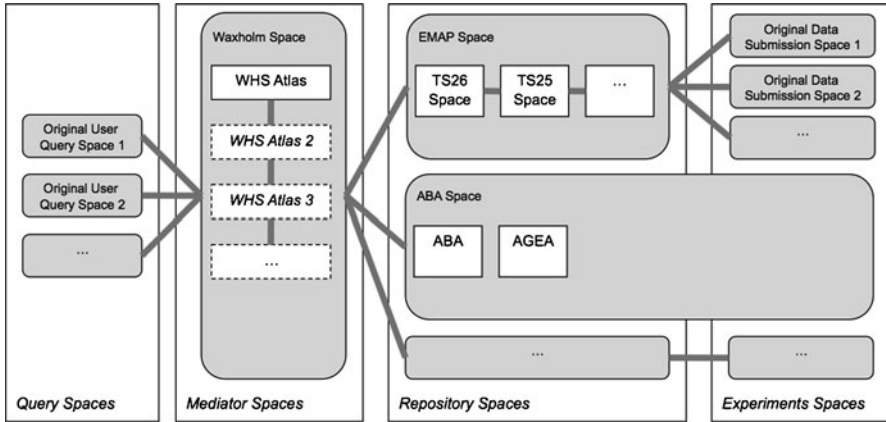 Original User
Query Space 1
Original User
Query Space 2
...
Query Spaces
Waxholm Space
WHS Atlas
WHS Atlas 2
WHS Atlas 3
...
Mediator Spaces
EMAP Space
TS26
Space
TS25
Space
...
ABA Space
ABA
AGEA
...
Repository Spaces
Original Data
Submission Space 1
Original Data
Submission Space 2
...
...
Experiments Spaces